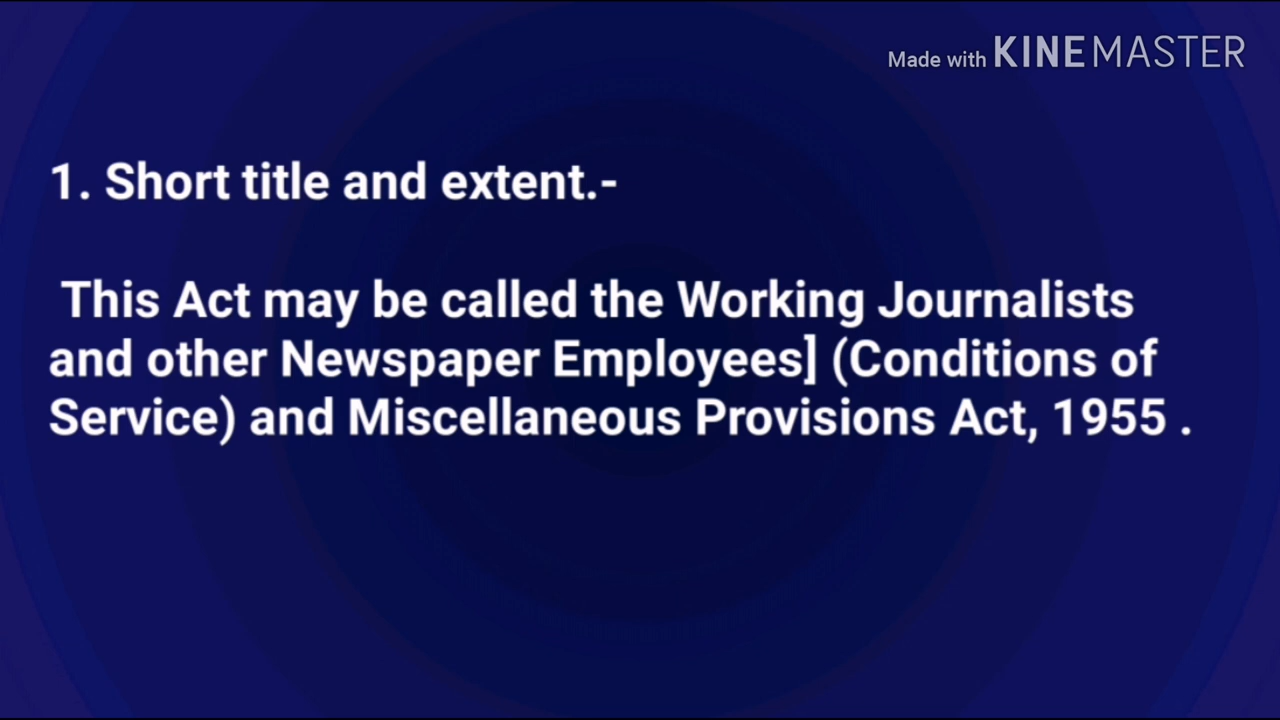 Made with KINEMASTER
1. Short title and extent.-
This Act may be called the Working Journalists
and other Newspaper Employees] (Conditions of
Service) and Miscellaneous Provisions Act, 1955 .